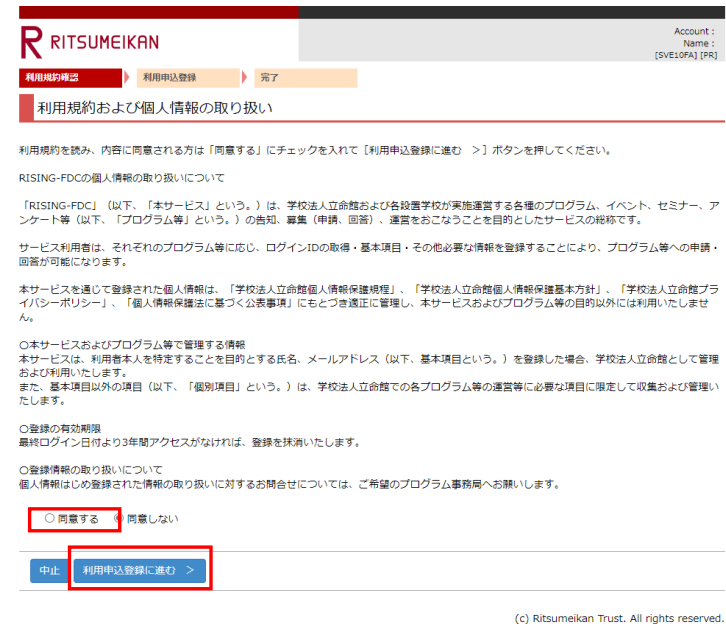 RITSUMEIKAN
Account :
Name :
[SVE10FA] [PR]
利用規約確認
利用申込登録
完了
利用規約および個人情報の取り扱い
利用規約を読み、内容に同意される方は「同意する」にチェックを入れて［利用申込登録に進む　＞］ボタンを押してください。
RISING-FDCの個人情報の取り扱いについて
「RISING-FDC」（以下、「本サービス」という。）は、学校法人立命館および各設置学校が実施運営する各種のプログラム、イベント、セミナー、ア
ンケート等（以下、「プログラム等」という。）の告知、募集（申請、回答）、運営をおこなうことを目的としたサービスの総称です。
サービス利用者は、それぞれのプログラム等に応じ、ログインIDの取得・基本項目・その他必要な情報を登録することにより、プログラム等への申請・
回答が可能になります。
本サービスを通じて登録された個人情報は、「学校法人立命館個人情報保護規程」、「学校法人立命館個人情報保護基本方針」、「学校法人立命館プラ
イバシーポリシー」、「個人情報保護法に基づく公表事項」にもとづき適正に管理し、本サービスおよびプログラム等の目的以外には利用いたしませ
ん。
○本サービスおよびプログラム等で管理する情報
本サービスは、利用者本人を特定することを目的とする氏名、メールアドレス（以下、基本項目という。）を登録した場合、学校法人立命館として管理
および利用いたします。
また、基本項目以外の項目（以下、「個別項目」という。）は、学校法人立命館での各プログラム等の運営等に必要な項目に限定して収集および管理い
たします。
○登録の有効期限
最終ログイン日付より3年間アクセスがなければ、登録を抹消いたします。
○登録情報の取り扱いについて
個人情報はじめ登録された情報の取り扱いに対するお問合せについては、ご希望のプログラム事務局へお願いします。
同意する 同意しない
中止 利用申込登録に進む ＞
(c) Ritsumeikan Trust. All rights reserved.